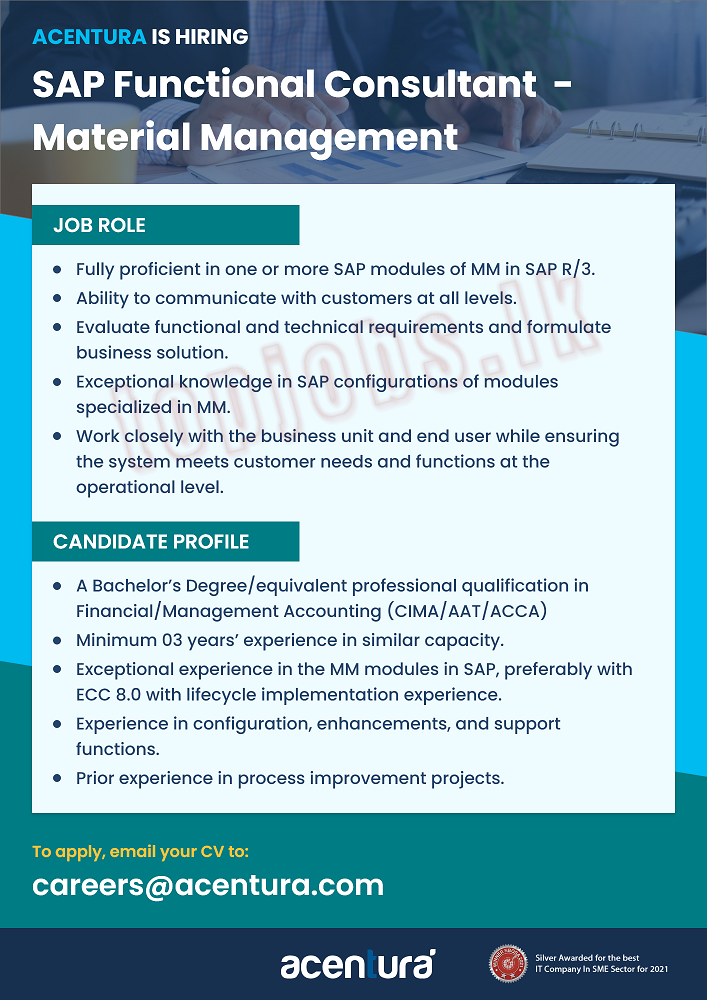 ACENTURA IS HIRING
SAP Functional Consultant -
Material Management
JOB ROLE
• Fully proficient in one or more SAP modules of MM in SAP R/3.
• Ability to communicate with customers at all levels.
• Evaluate functional and technical requirements and formulate
business solution.
• Exceptional knowledge in SAP configurations of modules
specialized in MM.
• Work closely with the business unit and end user while ensuring
the system meets customer needs and functions at the
operational level.
topjobs.lk
CANDIDATE PROFILE
• A Bachelor’s Degree/equivalent professional qualification in
Financial/Management Accounting (CIMA/AAT/ACCA)
• Minimum 03 years’ experience in similar capacity.
• Exceptional experience in the MM modules in SAP, preferably with
ECC 8.0 with lifecycle implementation experience.
• Experience in configuration, enhancements, and support
functions.
• Prior experience in process improvement projects.
To apply, email your CV to:
careers@acentura.com
acentura
Silver Awarded for the best
IT Company In SME Sector for 2021